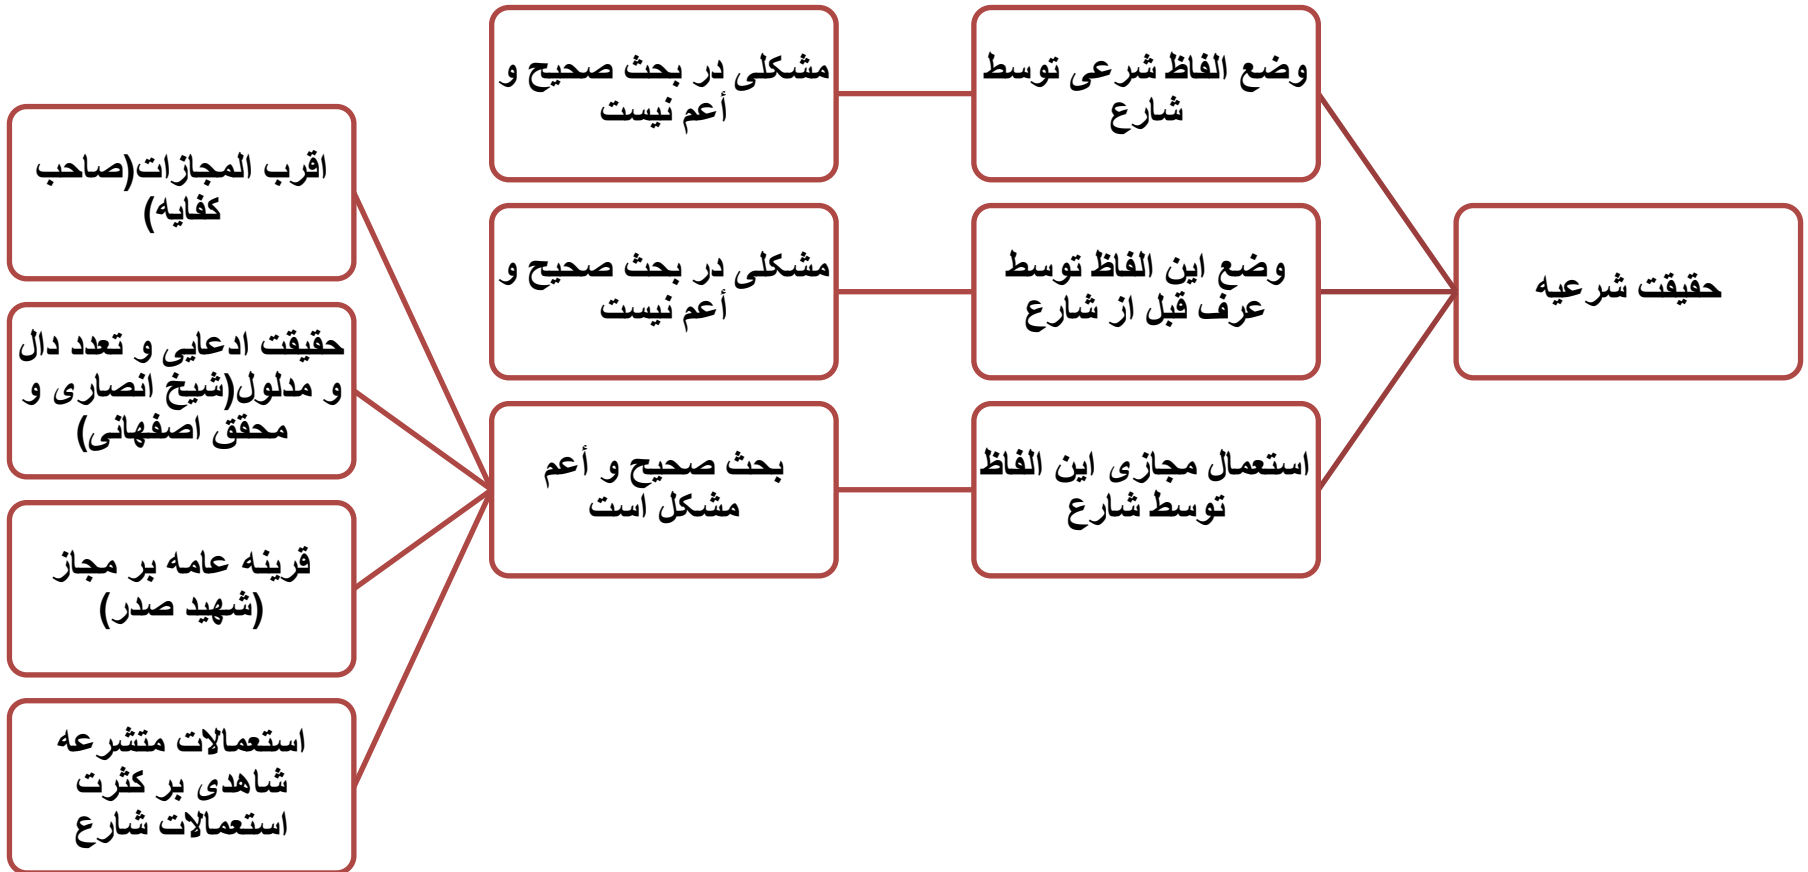 حقیقت شرعیه
وضع الفاظ شرعی توسط
شارع
مشکلی در بحث صحیح و
أعم نیست
وضع این الفاظ توسط
عرف قبل از شارع
مشکلی در بحث صحیح و
أعم نیست
استعمال مجازی این الفاظ
توسط شارع
بحث صحیح و أعم
مشکل است
اقرب المجازات(صاحب
کفایه)
حقیقت ادعایی و تعدد دال
و مدلول(شیخ انصاری و
محقق اصفهانی)
قرینه عامه بر مجاز
(شهید صدر)
استعمالات متشرعه
شاهدی بر کثرت
استعمالات شارع